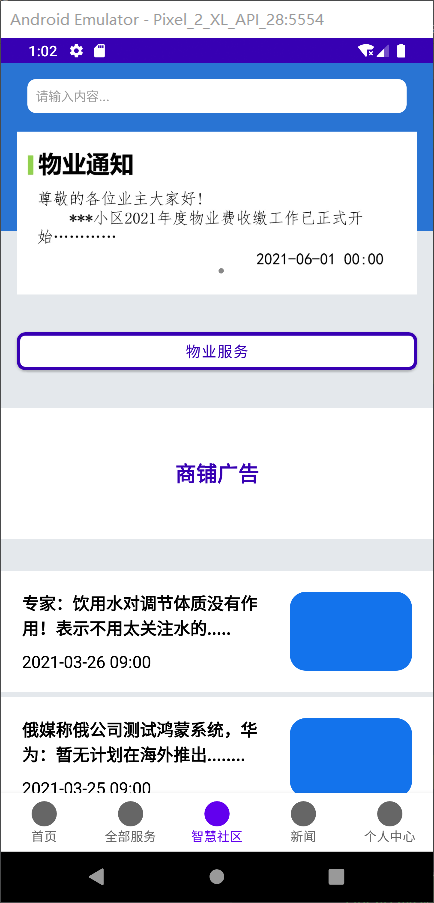 Android Emulator - Pixel_2_XL_API_28:5554
1:02
请输入内容...
物业通知
尊敬的各位业主大家好！
***小区2021年度物业费收缴工作已正式开
始…………
2021-06-01 00:00
物业服务
商铺广告
专家：饮用水对调节体质没有作
用！表示不用太关注水的.....
2021-03-26 09:00
俄媒称俄公司测试鸿蒙系统，华
为：暂无计划在海外推出........
2021-03-25 09:00
首页
全部服务
智慧社区
新闻
个人中心